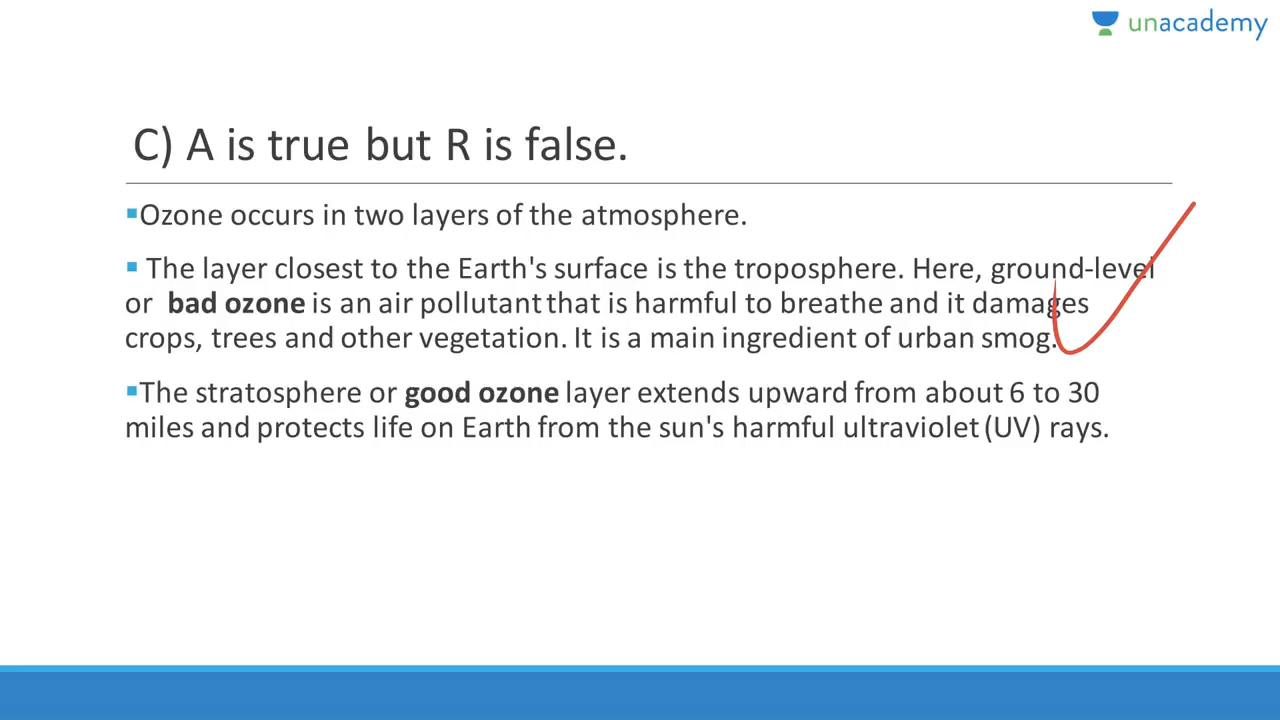 unacademy
C) A is true but R is false.
▪Ozone occurs in two layers of the atmosphere.
▪ The layer closest to the Earth's surface is the troposphere. Here, ground-level
or bad ozone is an air pollutant that is harmful to breathe and it damages
crops, trees and other vegetation. It is a main ingredient of urban smog.
▪The stratosphere or good ozone layer extends upward from about 6 to 30
miles and protects life on Earth from the sun's harmful ultraviolet (UV) rays.